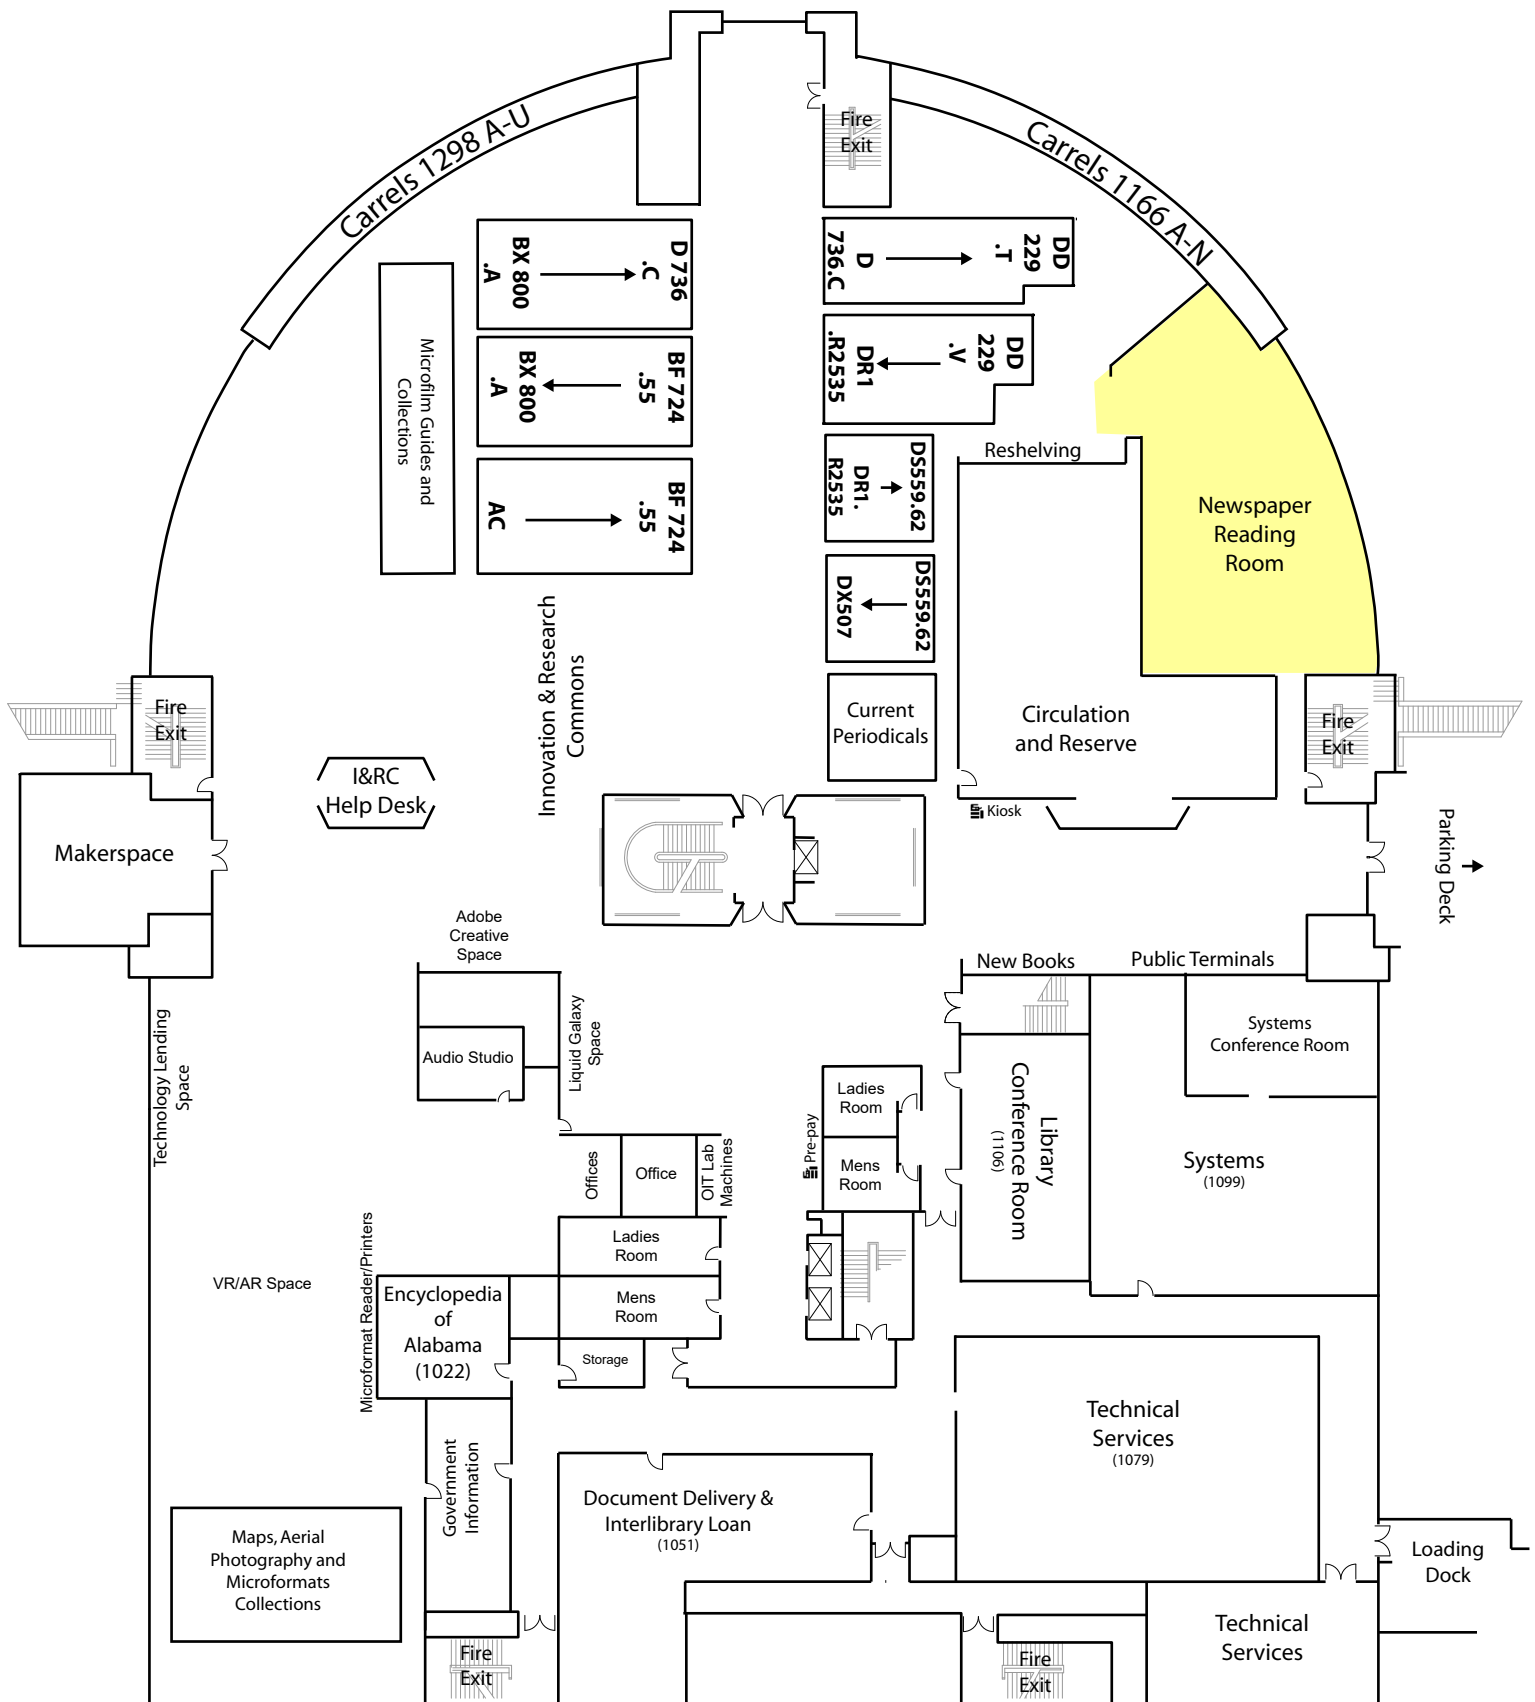 Carrels 1298 A-U
Carrels 1166 A-N
Fire
Exit
BX 800
.A
D 736
.C
D
736.C
DD
229
.T
Microfilm Guides and
Collections
BX 800
.A
BF 724
.55
DR1
.R2535
DD
229
.V
AC
BF 724
.55
DR1.
R2535
DS559.62
Reshelving
Newspaper
Reading
Room
DX507
DS559.62
Innovation & Research
Commons
Current
Periodicals
Circulation
and Reserve
Fire
Exit
Fire
Exit
I&RC
Help Desk
Kiosk
Makerspace
Parking Deck
Adobe
Creative
Space
New Books
Public Terminals
Technology Lending
Space
Audio Studio
Liquid Galaxy
Space
Systems
Conference Room
Ladies
Room
Library
Conference Room
(1106)
Pre-pay
Mens
Room
Systems
(1099)
Offices
Office
OIT Lab
Machines
Ladies
Room
VR/AR Space
Microformat Reader/Printers
Encyclopedia
of
Alabama
(1022)
Mens
Room
Storage
Technical
Services
(1079)
Government
Information
Document Delivery &
Interlibrary Loan
(1051)
Maps, Aerial
Photography and
Microformats
Collections
Loading
Dock
Technical
Services
Fire
Exit
Fire
Exit